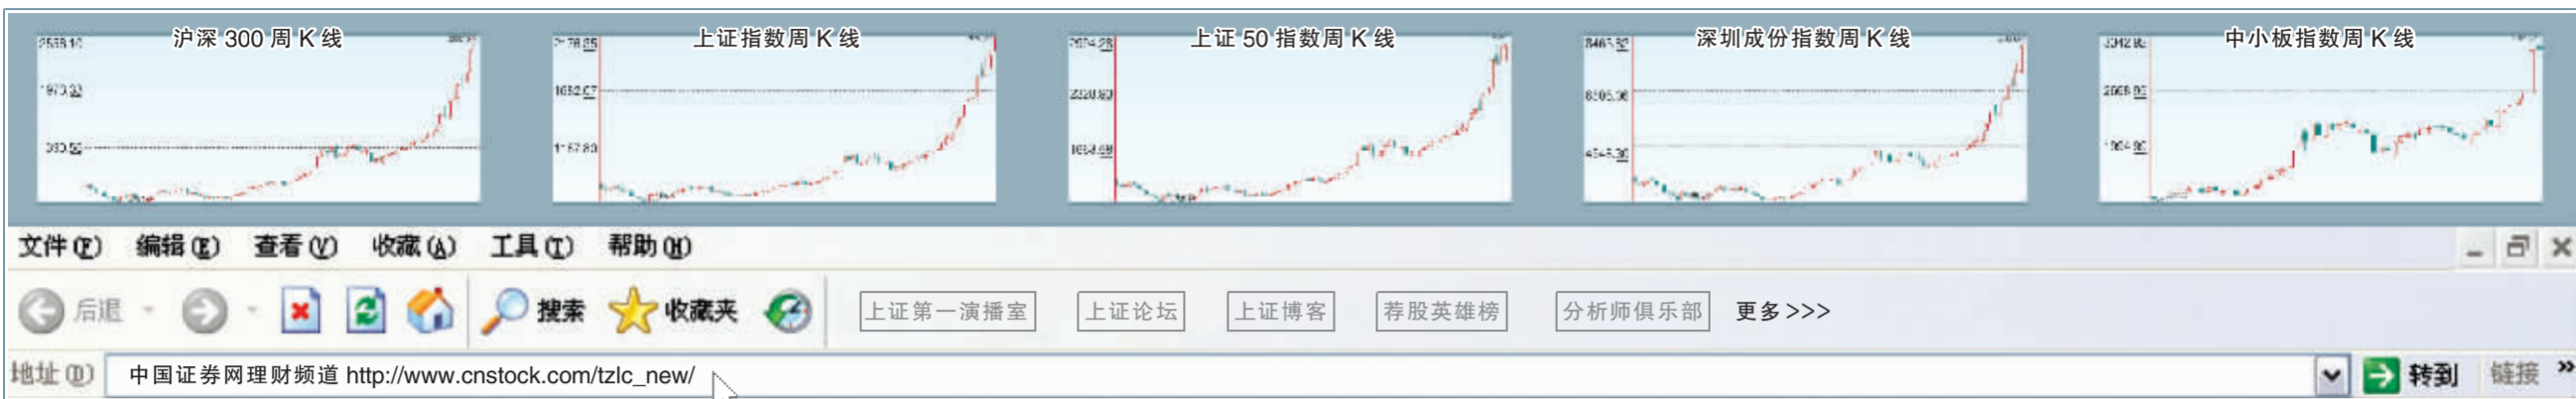 沪深 300 周 K 线
上证指数周 K 线
上证 50 指数周 K 线
深圳成份指数周 K 线
中小板指数周 K 线
文件(F) 编辑(E) 查看(V) 收藏(A) 工具(T) 帮助(H)
后退 搜索 收藏夹 上证第一演播室 上证论坛 上证博客 荐股英雄榜 分析师俱乐部 更多>>>
地址(D) 中国证券网理财频道 http://www.cnstock.com/tzlc_new/ 转到 链接 »